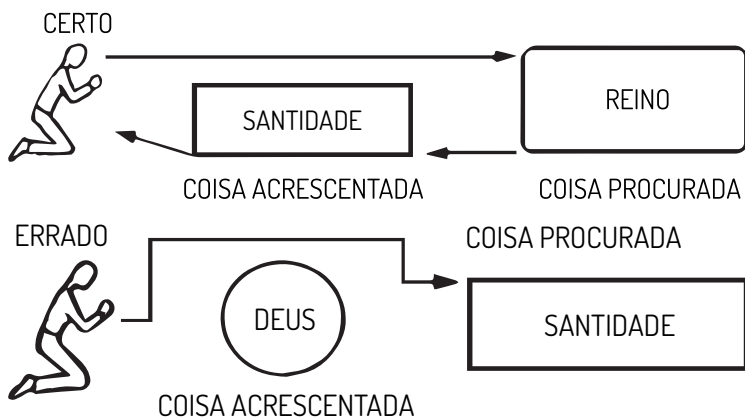 CERTO
REINO
SANTIDADE
COISA ACRESCENTADA
COISA PROCURADA
ERRADO
COISA PROCURADA
DEUS
SANTIDADE
COISA ACRESCENTADA